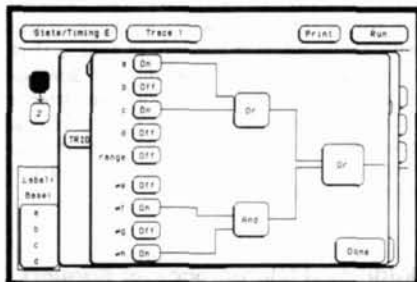 State/Timing E Trace 1 Print Run
a On
b Off
c On
d Off
range Off
≠e Off
≠f On
≠g Off
≠h On
Or
And
Or
Done
2
TRIG
Label>
Base>
a
b
c
d